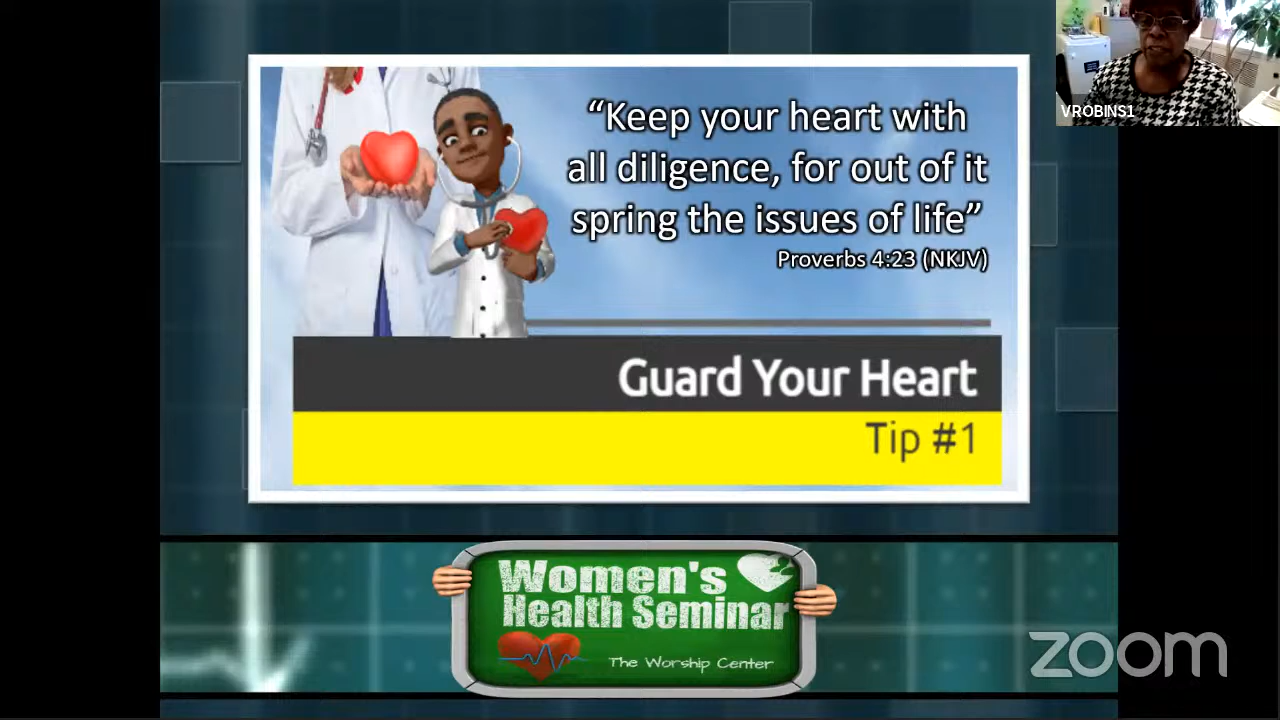 “Keep your heart with
all diligence, for out of it
spring the issues of life”
Proverbs 4:23 (NKJV)
VROBINS1
Guard Your Heart
Tip #1
Women's
Health Seminar
The Worship Center
zoom